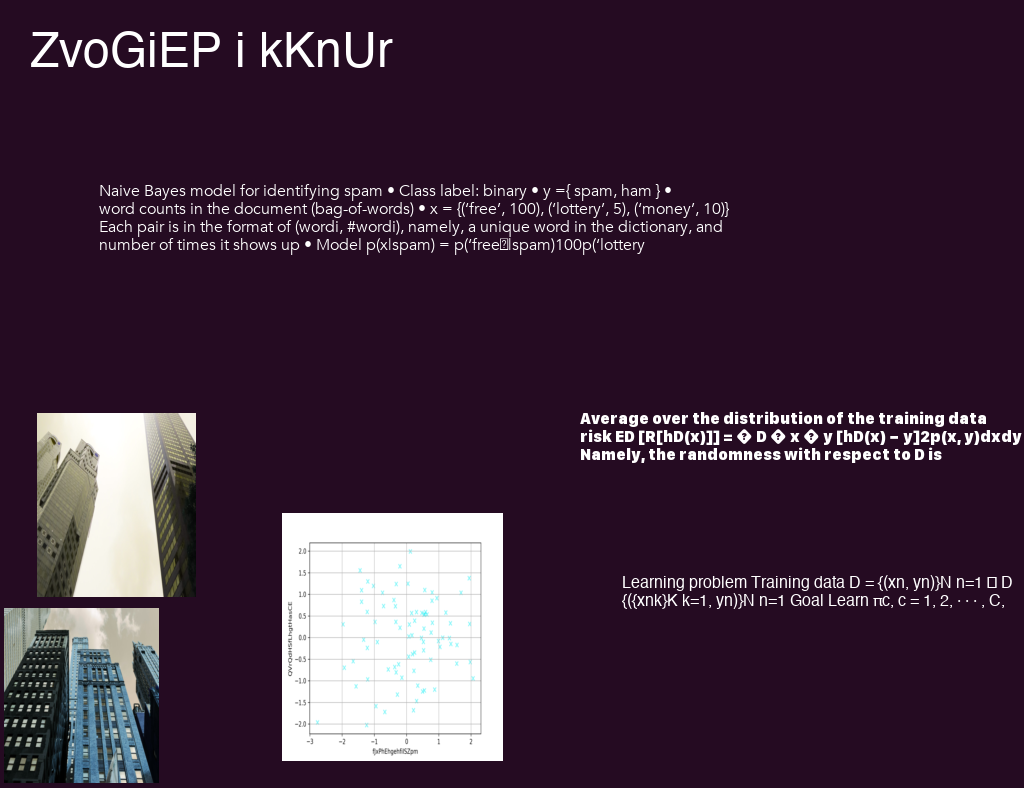 ZvoGiEP i kKnUr
Naive Bayes model for identifying spam • Class label: binary • y ={ spam, ham } •
word counts in the document (bag-of-words) • x = {(‘free’, 100), (‘lottery’, 5), (‘money’, 10)}
Each pair is in the format of (wordi, #wordi), namely, a unique word in the dictionary, and
number of times it shows up • Model p(x|spam) = p(‘free�|spam)100p(‘lottery
Average over the distribution of the training data
risk ED [R[hD(x)]] = � D � x � y [hD(x) − y]2p(x, y)dxdy
Namely, the randomness with respect to D is
2.0
1.5
1.0
0.5
0.0
−0.5
−1.0
−1.5
−2.0
−3 −2 −1 0 1 2
Learning problem Training data D = {(xn, yn)}N n=1 � D
{({xnk}K k=1, yn)}N n=1 Goal Learn πc, c = 1, 2, · · · , C,